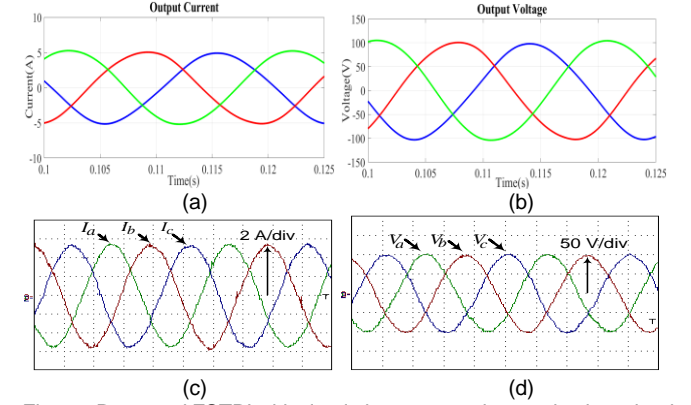 Output Current
Current(A)
10
5
0
-5
-10
0.1 0.105 0.11 0.115 0.12 0.125
Time(s)
(a)
Output Voltage
Voltage(V)
150
100
50
0
-50
-100
-150
0.1 0.105 0.11 0.115 0.12 0.125
Time(s)
(b)
Ia Ib Ic 2 A/div
T
(c)
Va Vb Vc 50 V/div
T
(d)